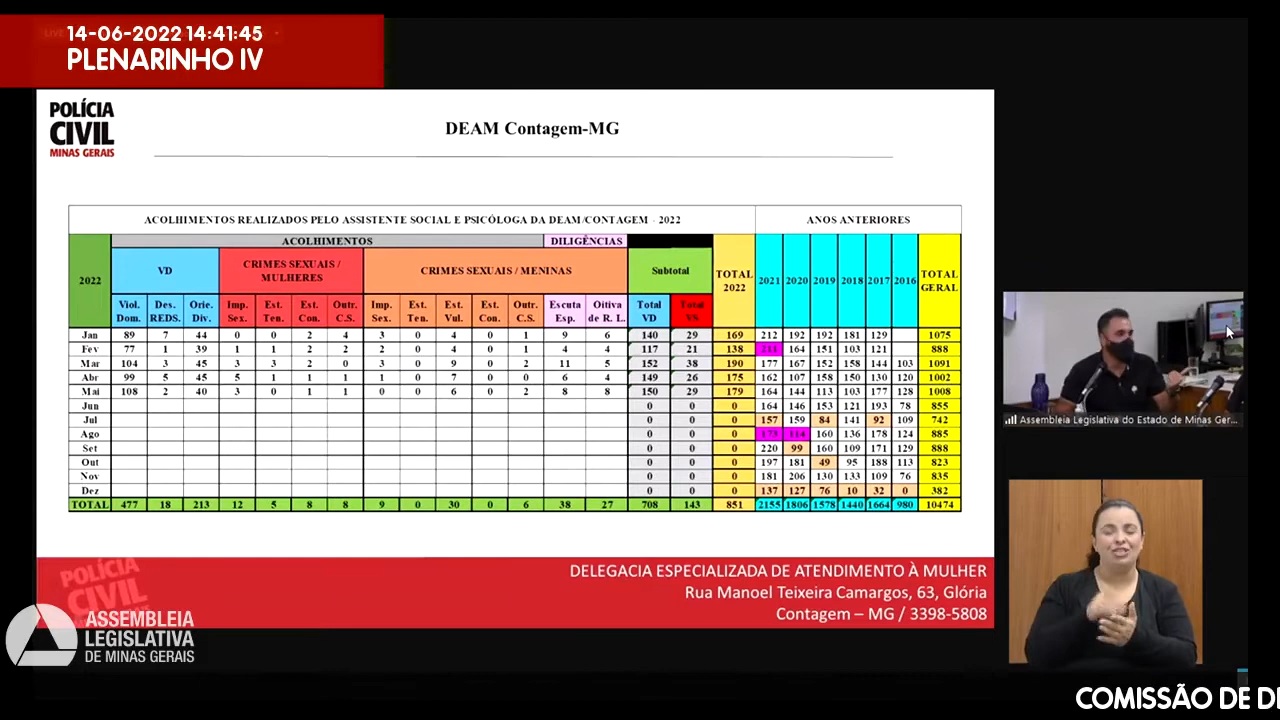 14-06-2022 14:41:45
PLENARINHO IV
POLÍCIA
CIVIL
MINAS GERAIS
DEAM Contagem-MG
ACOLHIMENTOS REALIZADOS PELO ASSISTENTE SOCIAL E PSICÓLOGA DA DEAM/CONTAGEM - 2022 ANOS ANTERIORES
2022 ACOLHIMENTOS DILIGÊNCIAS
VD CRIMES SEXUAIS / MULHERES CRIMES SEXUAIS / MENINAS Subtotal TOTAL 2022 2021 2020 2019 2018 2017 2016 TOTAL GERAL
Viol. Dom. Des. REDS. Orie. Div. Imp. Sex. Est. Ten. Est. Con. Outr. C.S. Imp. Sex. Est. Ten. Est. Vul. Est. Con. Outr. C.S. Escuta Esp. Oitiva de R. L. Total VD Total VS
Jan 89 7 44 0 0 2 4 3 0 4 0 1 9 6 140 29 169 212 192 192 181 129 1075
Fev 77 1 39 1 1 2 2 2 0 4 0 1 4 4 117 21 138 164 151 103 121 888
Mar 104 3 45 3 3 2 0 3 0 9 0 2 11 5 152 38 190 177 167 152 158 144 103 1091
Abr 99 5 45 5 1 1 1 1 0 7 0 0 6 4 149 26 175 162 107 158 150 130 120 1002
Mai 108 2 40 3 0 1 1 0 0 6 0 2 8 8 150 29 179 164 144 113 103 177 128 1008
Jun 0 0 0 164 146 153 121 193 78 855
Jul 0 0 0 157 159 84 141 92 109 742
Ago 0 0 0 173 114 160 136 178 124 885
Set 0 0 0 220 99 160 109 171 129 888
Out 0 0 0 197 181 49 95 188 113 823
Nov 0 0 0 181 206 130 133 109 76 835
Dez 0 0 0 137 127 76 10 32 0 382
TOTAL 477 18 213 12 5 8 8 9 0 30 0 6 38 27 708 143 851 2155 1806 1578 1440 1664 980 10474
Assembleia Legislativa do Estado de Minas Ger...
DELEGACIA ESPECIALIZADA DE ATENDIMENTO À MULHER
Rua Manoel Teixeira Camargos, 63, Glória
Contagem – MG / 3398-5808
POLÍCIA
CIVIL
ASSEMBLEIA
LEGISLATIVA
DE MINAS GERAIS
COMISSÃO DE D